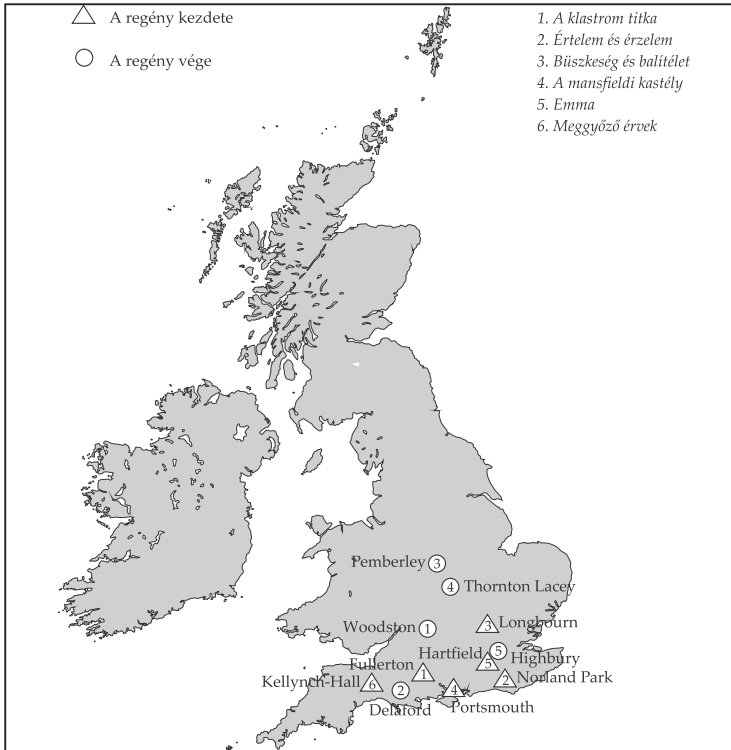 A regény kezdete
A regény vége
1. A klastrom titka
2. Értelem és érzelem
3. Büszkeség és balítélet
4. A mansfieldi kastély
5. Emma
6. Meggyőző érvek
Pemberley 3
4 Thornton Lacey
Woodston 1
3 Longbourn
Hartfield 5
5 Highbury
Fullerton 1
Kellynch-Hall 6
2 Norland Park
2 Delaford
4 Portsmouth